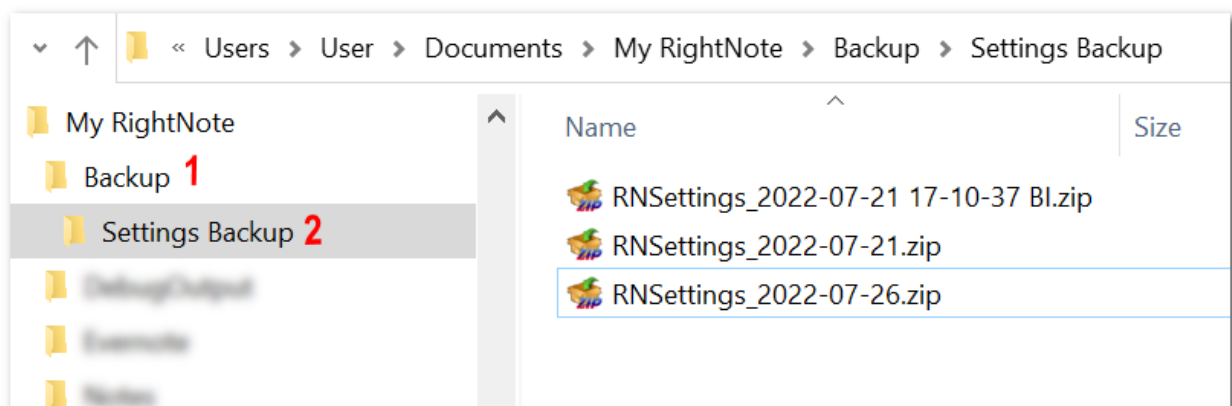 « Users > User > Documents > My RightNote > Backup > Settings Backup
My RightNote
Backup 1
Settings Backup 2
Name Size
RNSettings_2022-07-21 17-10-37 BI.zip
RNSettings_2022-07-21.zip
RNSettings_2022-07-26.zip